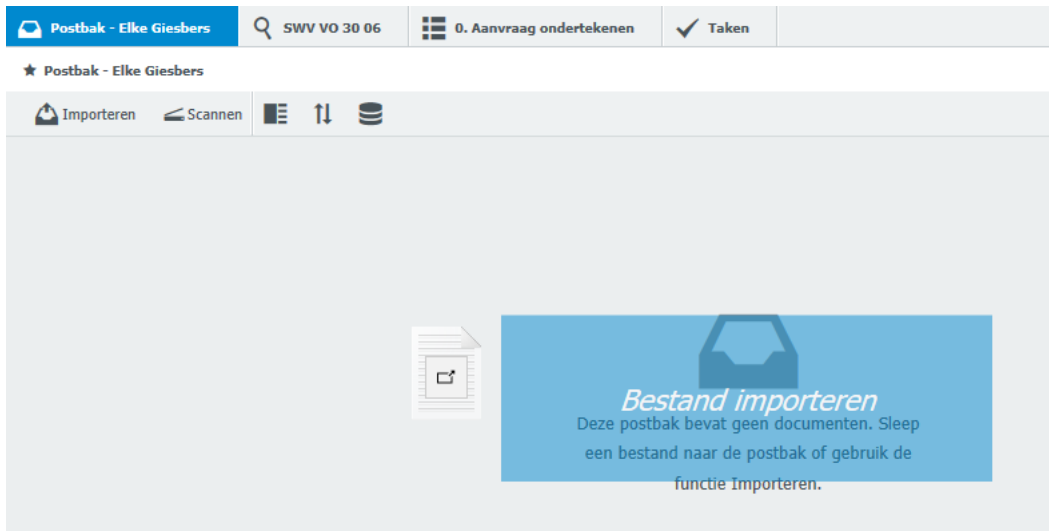 Postbak - Elke Giesbers
SWV VO 30 06
0. Aanvraag ondertekenen
Taken
Postbak - Elke Giesbers
Importeren
Scannen
Bestand importeren
Deze postbak bevat geen documenten. Sleep
een bestand naar de postbak of gebruik de
functie Importeren.